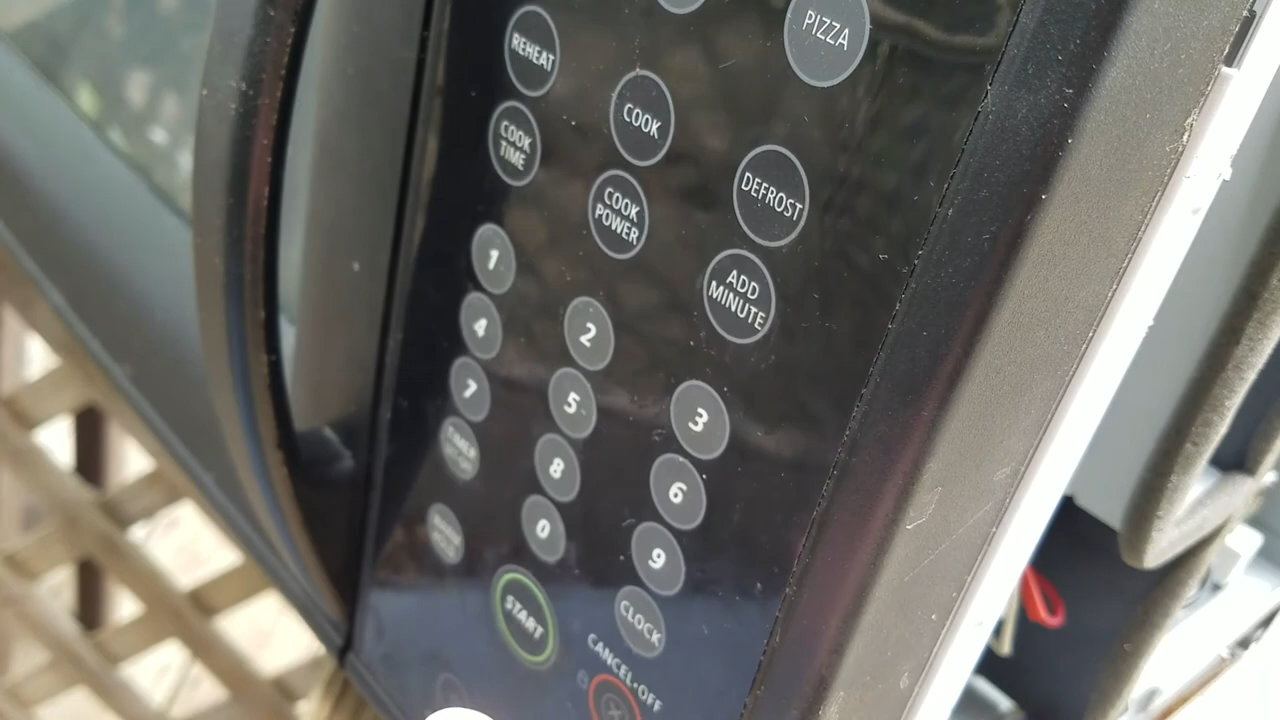 PIZZA
REHEAT
COOK
COOK
TIME
COOK
POWER
DEFROST
ADD
MINUTE
1
2
3
4
5
6
7
8
9
TIMER
0
CLOCK
START
CANCEL•OFF